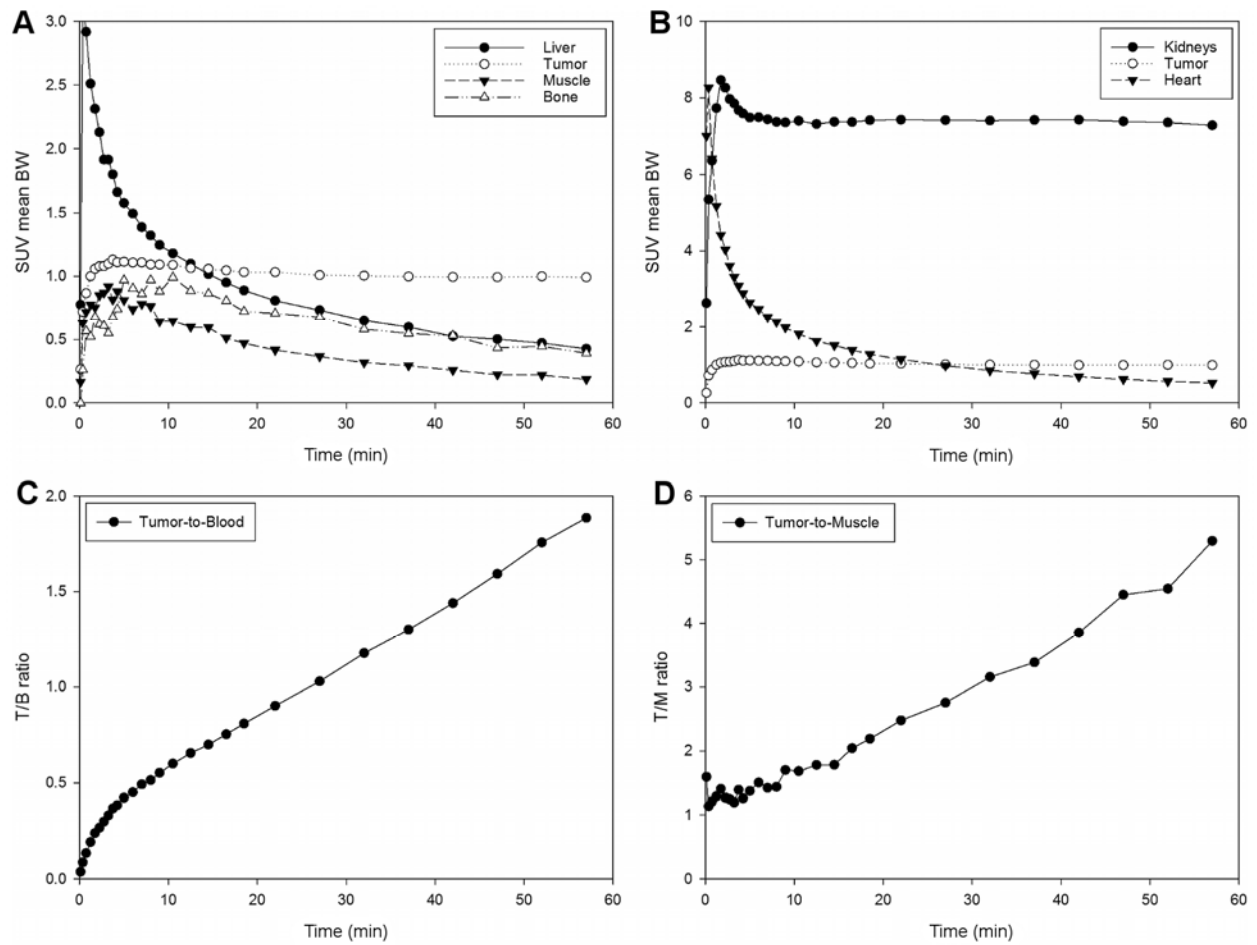 A
3.0
2.5
2.0
1.5
1.0
0.5
0.0
SUV mean BW
0
10
20
30
40
50
60
Time (min)
Liver
Tumor
Muscle
Bone
B
10
8
6
4
2
0
SUV mean BW
0
10
20
30
40
50
60
Time (min)
Kidneys
Tumor
Heart
C
2.0
1.5
1.0
0.5
0.0
T/B ratio
0
10
20
30
40
50
60
Time (min)
Tumor-to-Blood
D
6
5
4
3
2
1
0
T/M ratio
0
10
20
30
40
50
60
Time (min)
Tumor-to-Muscle